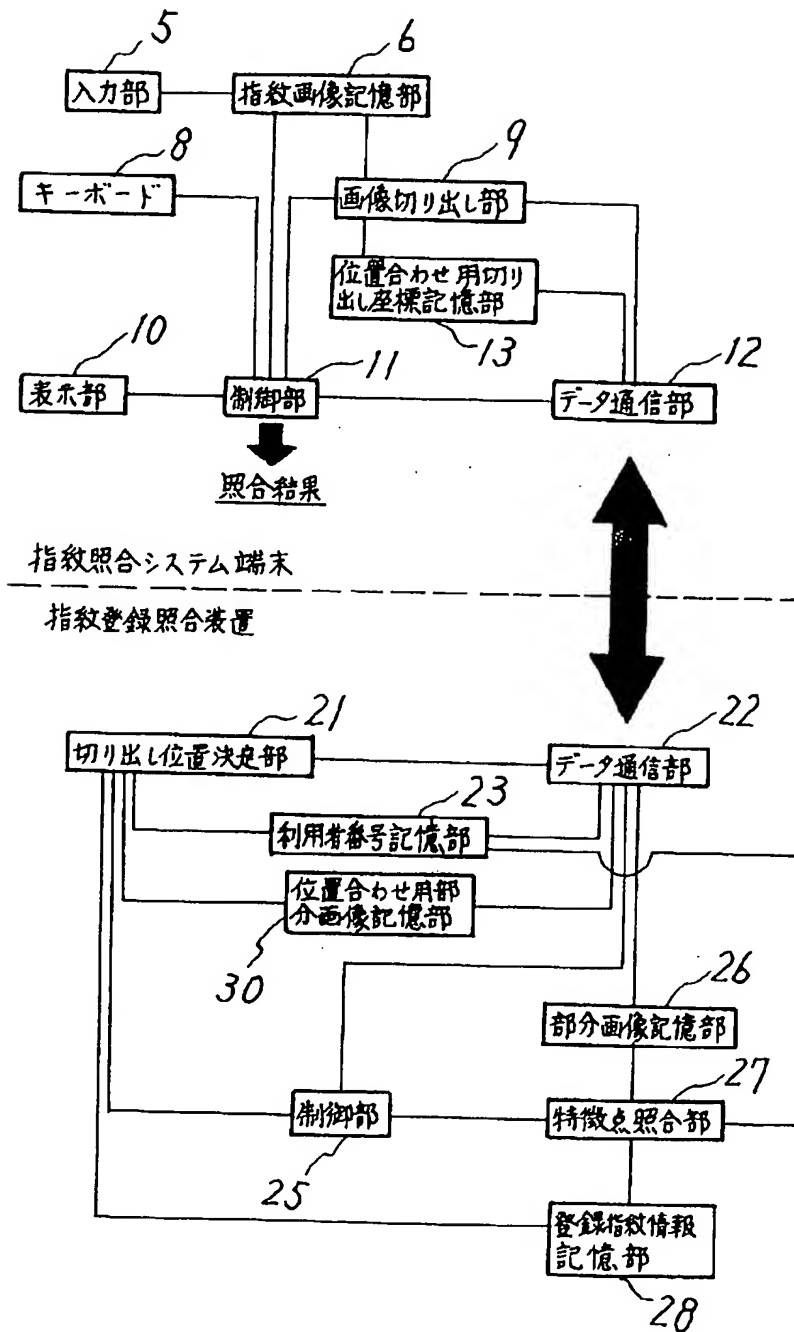 5
6
入力部
指紋画像記憶部
8
9
キーボード
画像切り出し部
位置合わせ用切り
出し座標記憶部
10
11
13
12
表示部
制御部
データ通信部
照合結果
指紋照合システム端末
指紋登録照合装置
21
22
切り出し位置決定部
データ通信部
23
利用者番号記憶部
位置合わせ用部
分画像記憶部
30
26
部分画像記憶部
27
制御部
特徴点照合部
25
登録指紋情報
記憶部
28